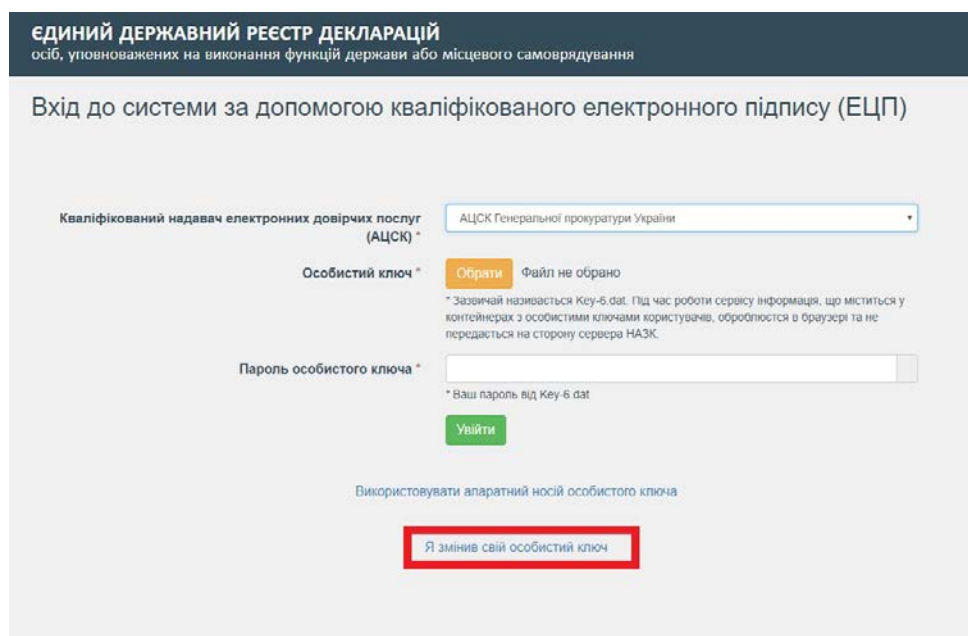 ЄДИНИЙ ДЕРЖАВНИЙ РЕЄСТР ДЕКЛАРАЦІЙ
осіб, уповноважених на виконання функцій держави або місцевого самоврядування
Вхід до системи за допомогою кваліфікованого електронного підпису (ЕЦП)
Кваліфікований надавач електронних довірчих послуг
(АЦСК) *
АЦСК Генеральної прокуратури України
Особистий ключ *
Обрати Файл не обрано
* Зазвичай називається Key-6.dat. Під час роботи сервісу інформація, що міститься у
контейнерах з особистими ключами користувачів, оброблюєтся в браузері та не
передається на сторону сервера НАЗК.
Пароль особистого ключа *
* Ваш пароль від Key-6.dat
Увійти
Використовувати апаратний носій особистого ключа
Я змінив свій особистий ключ